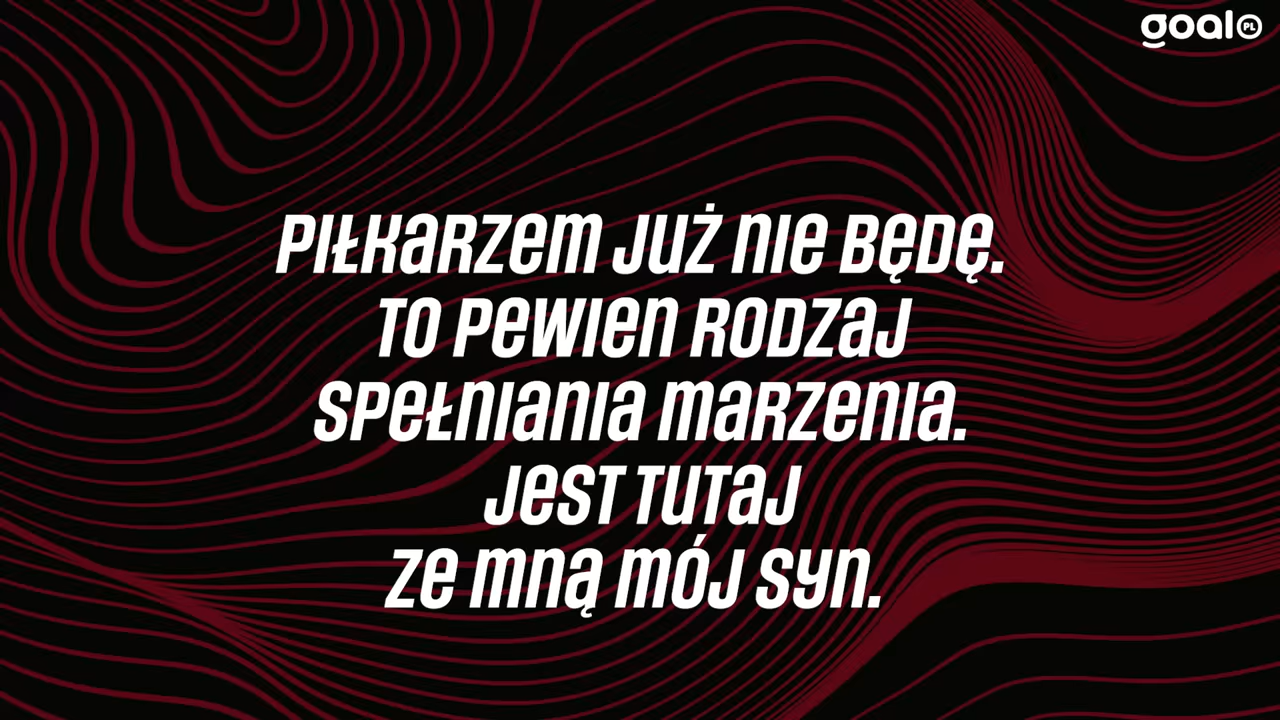 goal PL
PIŁKARZEM JUŻ NIE BĘDĘ.
TO PEWIEN RODZAJ
SPEŁNIANIA MARZENIA.
JEST TUTAJ
ZE MNĄ MÓJ SYN.